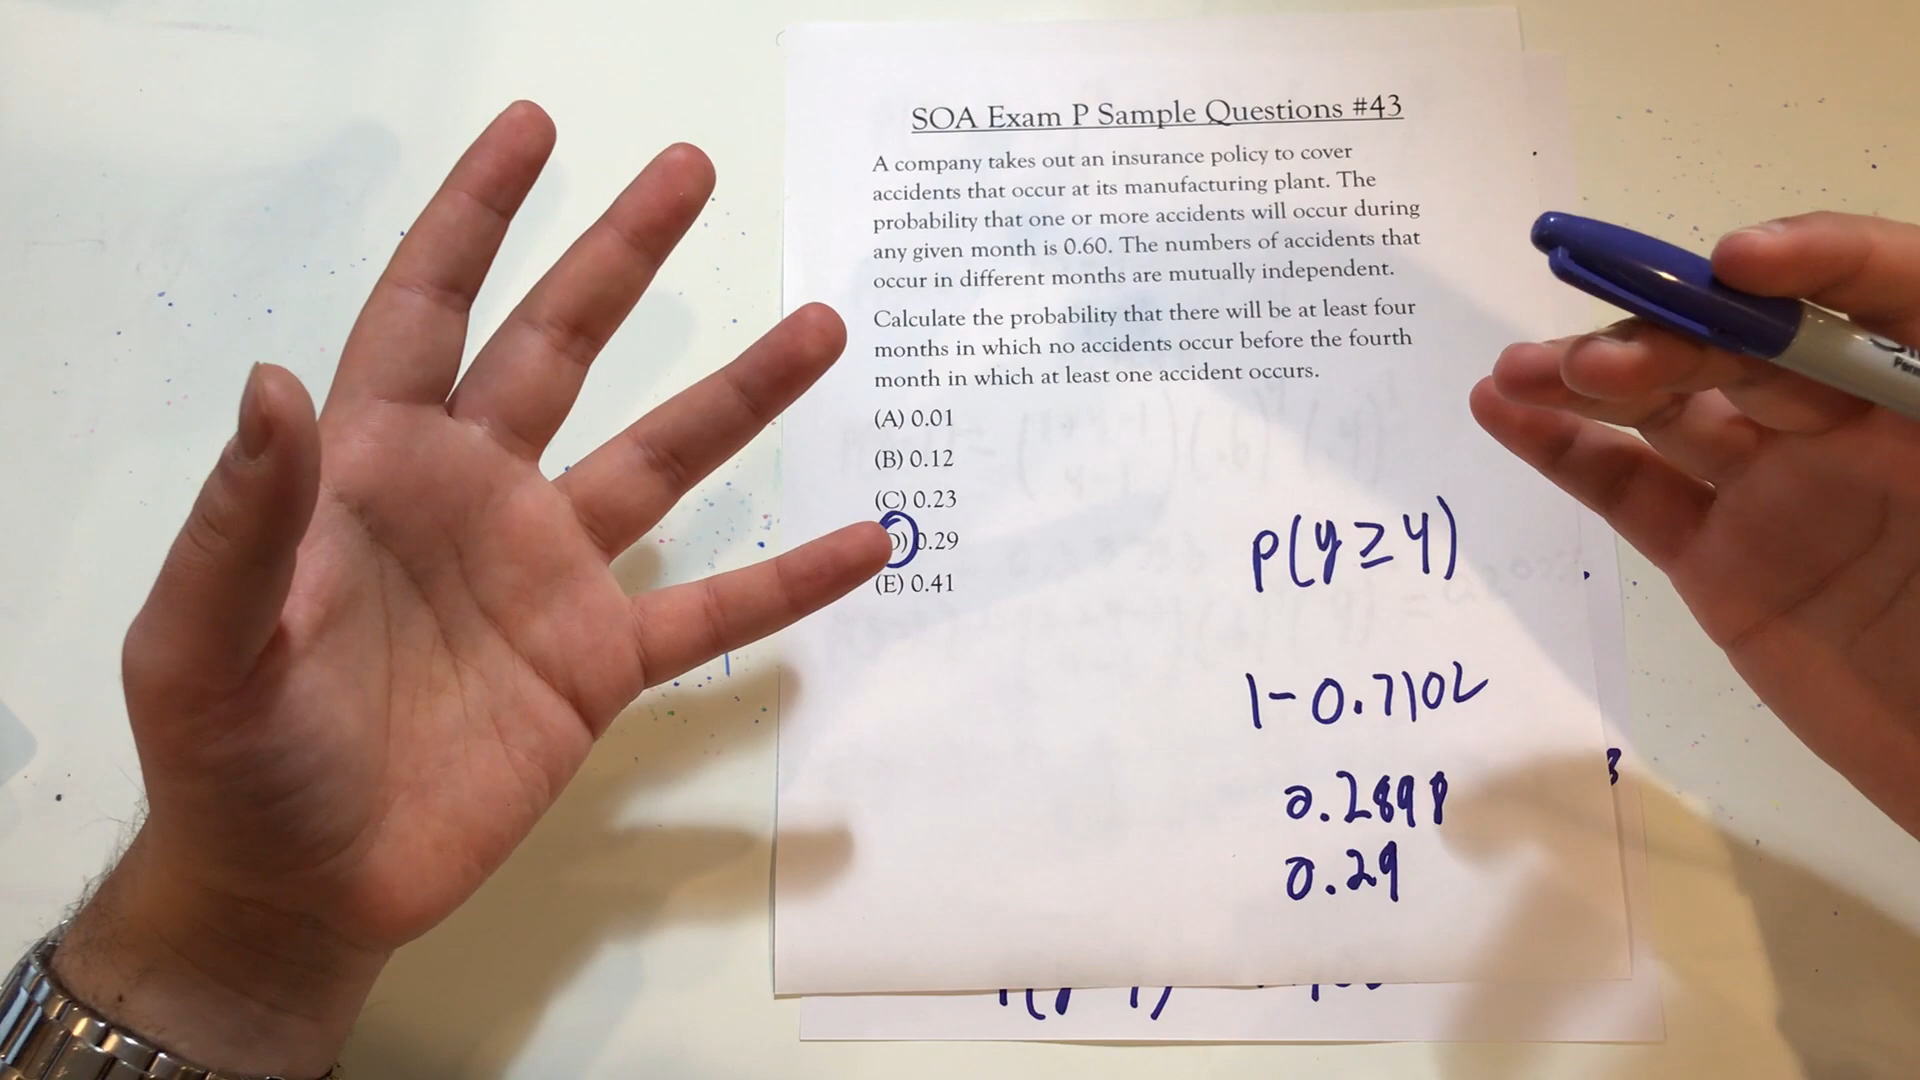 SOA Exam P Sample Questions #43
A company takes out an insurance policy to cover
accidents that occur at its manufacturing plant. The
probability that one or more accidents will occur during
any given month is 0.60. The numbers of accidents that
occur in different months are mutually independent.
Calculate the probability that there will be at least four
months in which no accidents occur before the fourth
month in which at least one accident occurs.
(A) 0.01
(B) 0.12
(C) 0.23
D) 0.29
(E) 0.41
P(y≥4)
1-0.7102
0.2898
0.29